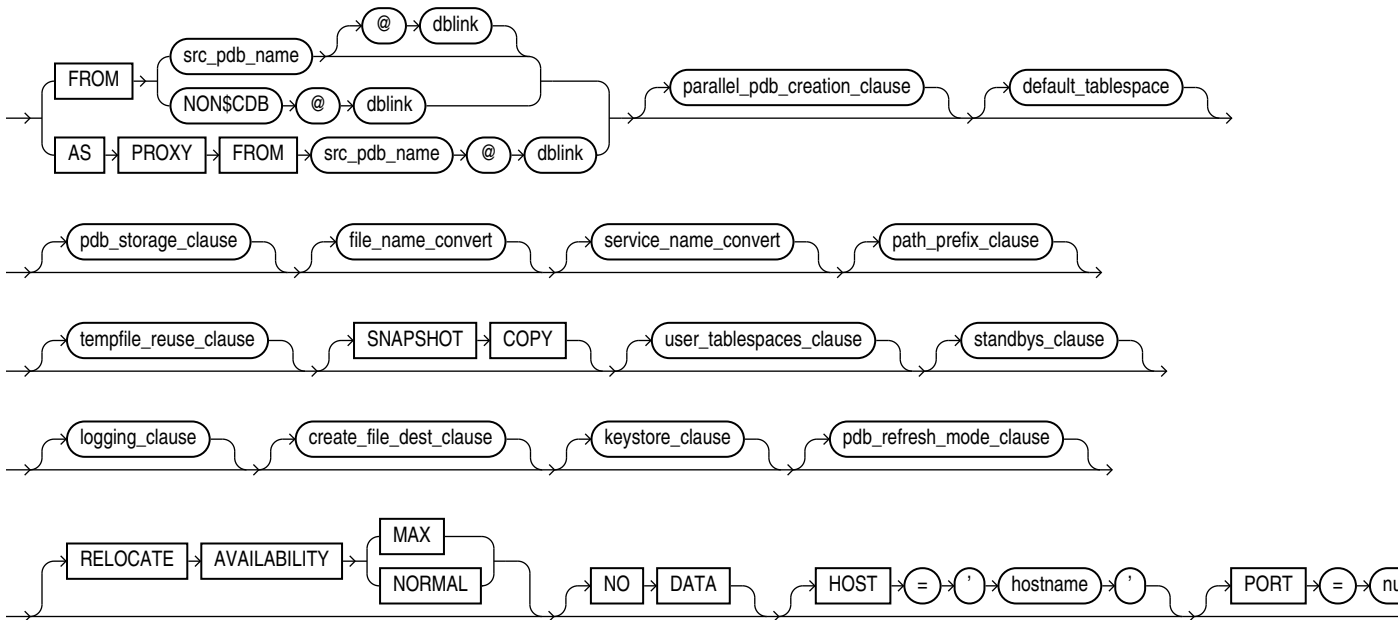 @ dblink
src_pdb_name
FROM
NON$CDB @ dblink
parallel_pdb_creation_clause default_tablespace
AS PROXY FROM src_pdb_name @ dblink
pdb_storage_clause file_name_convert service_name_convert path_prefix_clause
tempfile_reuse_clause SNAPSHOT COPY user_tablespaces_clause standbys_clause
logging_clause create_file_dest_clause keystore_clause pdb_refresh_mode_clause
MAX
RELOCATE AVAILABILITY
NORMAL
NO DATA HOST = ' hostname ' PORT =